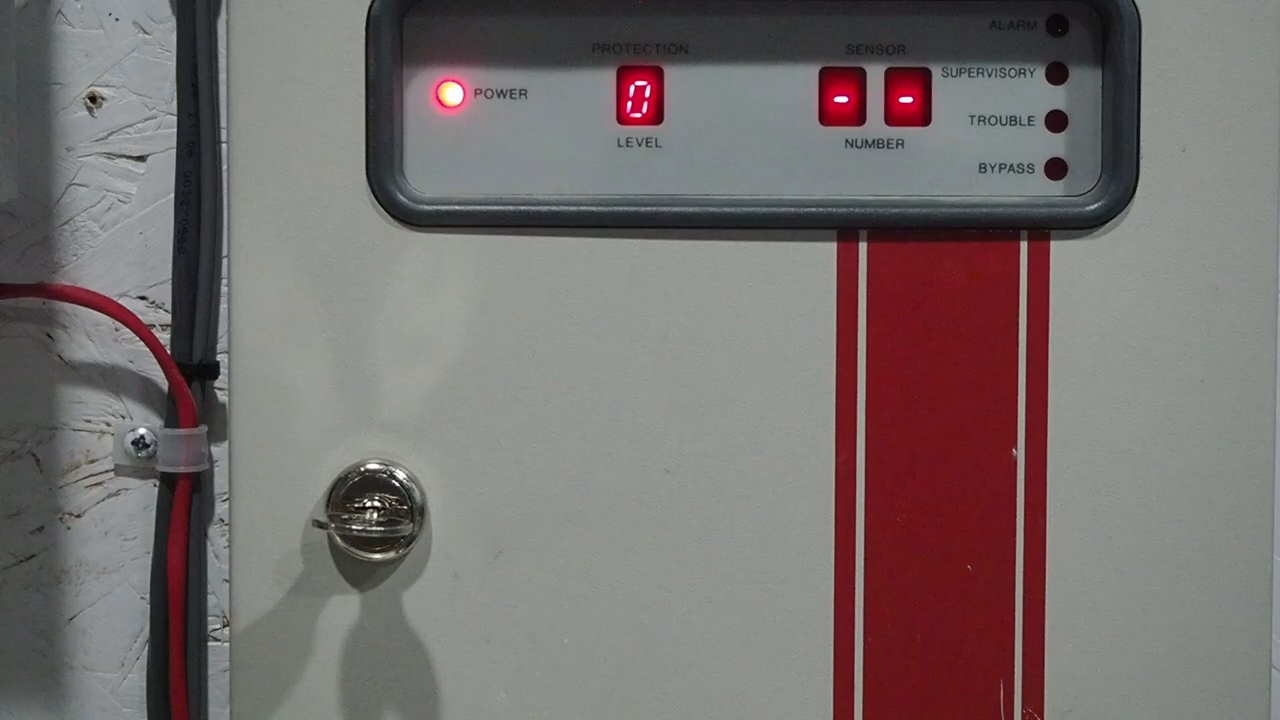 ALARM
PROTECTION
SENSOR
SUPERVISORY
POWER
0
- -
TROUBLE
LEVEL
NUMBER
BYPASS